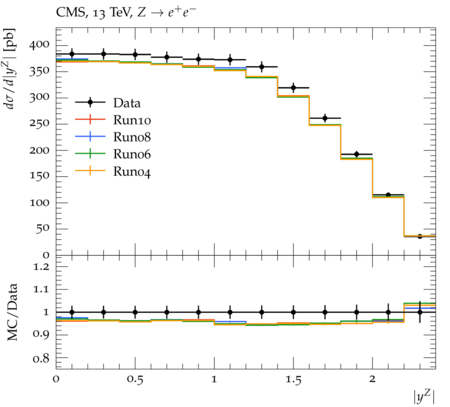 CMS, 13 TeV, Z → e⁺e⁻
dσ/d|y^Z| [pb]
400
350
300
250
200
150
100
50
0
Data
Run10
Run08
Run06
Run04
MC/Data
1.2
1.1
1
0.9
0.8
0 0.5 1 1.5 2
|y^Z|